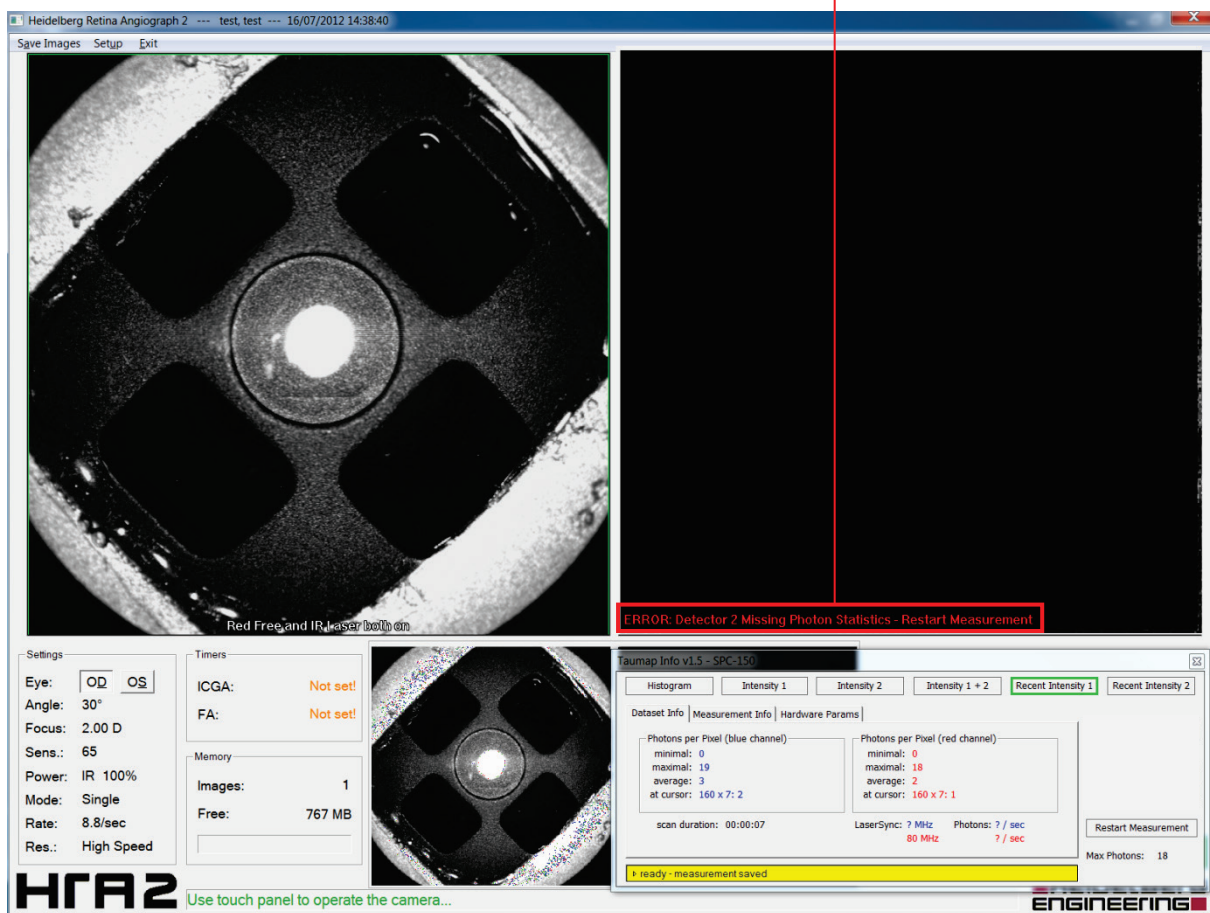 Heidelberg Retina Angiograph 2 --- test, test --- 16/07/2012 14:38:40
Save Images Setup Exit
Red Free and IR Laser both on
ERROR: Detector 2 Missing Photon Statistics - Restart Measurement
Settings
Eye: OD OS
Angle: 30°
Focus: 2.00 D
Sens.: 65
Power: IR 100%
Mode: Single
Rate: 8.8/sec
Res.: High Speed
Timers
ICGA: Not set!
FA: Not set!
Memory
Images: 1
Free: 767 MB
Taumap Info v1.5 - SPC-150
Histogram Intensity 1 Intensity 2 Intensity 1 + 2 Recent Intensity 1 Recent Intensity 2
Dataset Info Measurement Info Hardware Params
Photons per Pixel (blue channel)
minimal: 0
maximal: 19
average: 3
at cursor: 160 x 7: 2
Photons per Pixel (red channel)
minimal: 0
maximal: 18
average: 2
at cursor: 160 x 7: 1
scan duration: 00:00:07 LaserSync: ? MHz Photons: ? / sec
80 MHz ? / sec
Restart Measurement
Max Photons: 18
ready - measurement saved
HRA2
Use touch panel to operate the camera...
HEIDELBERG
ENGINEERING